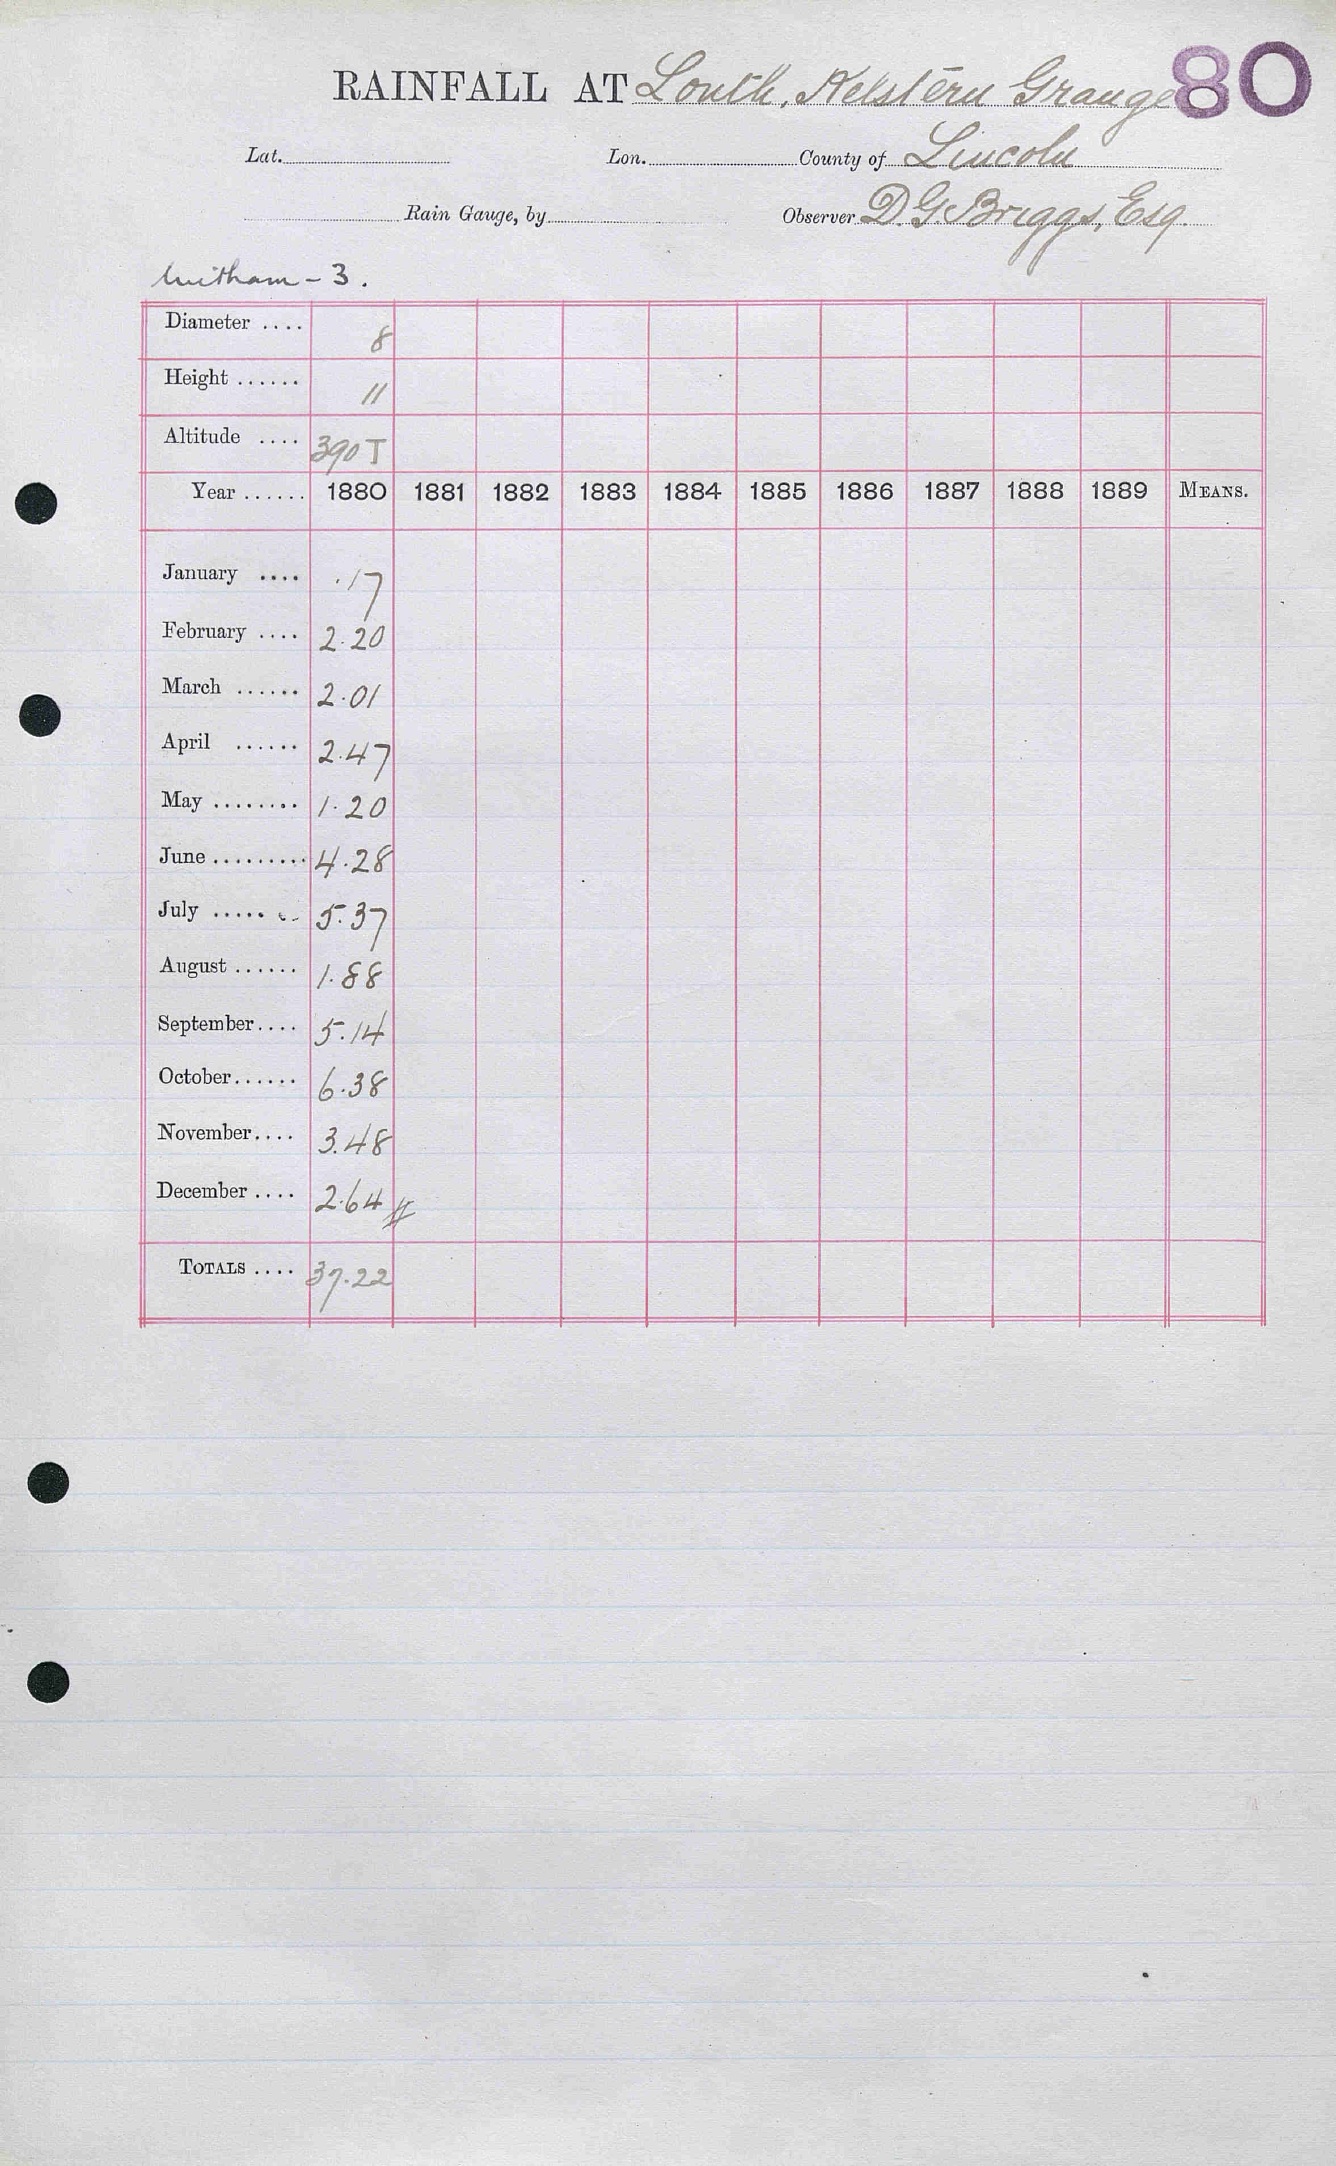 RAINFALL AT Louth, Kelstern Grange 80
Lat. Lon. County of Lincoln
Rain Gauge, by Observer D.G. Briggs, Esq.
Witham - 3.
Diameter .... 8
Height ...... 11
Altitude .... 390 T
Year ...... 1880 1881 1882 1883 1884 1885 1886 1887 1888 1889 MEANS.
January .... .17
February .... 2.20
March ...... 2.01
April ...... 2.47
May ........ 1.20
June ......... 4.28
July ....... 5.37
August ...... 1.88
September .... 5.14
October ...... 6.38
November .... 3.48
December .... 2.64
TOTALS .... 37.22